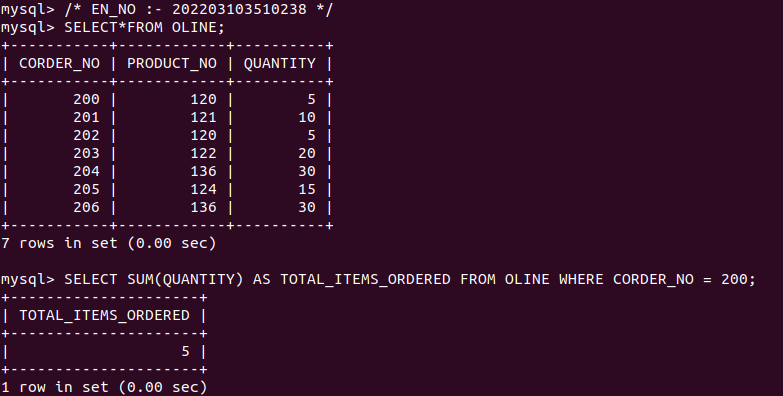 mysql> /* EN_NO :- 202203103510238 */
mysql> SELECT*FROM OLINE;
+-----------+------------+----------+
| CORDER_NO | PRODUCT_NO | QUANTITY |
+-----------+------------+----------+
|       200 |        120 |        5 |
|       201 |        121 |       10 |
|       202 |        120 |        5 |
|       203 |        122 |       20 |
|       204 |        136 |       30 |
|       205 |        124 |       15 |
|       206 |        136 |       30 |
+-----------+------------+----------+
7 rows in set (0.00 sec)

mysql> SELECT SUM(QUANTITY) AS TOTAL_ITEMS_ORDERED FROM OLINE WHERE CORDER_NO = 200;
+---------------------+
| TOTAL_ITEMS_ORDERED |
+---------------------+
|                   5 |
+---------------------+
1 row in set (0.00 sec)